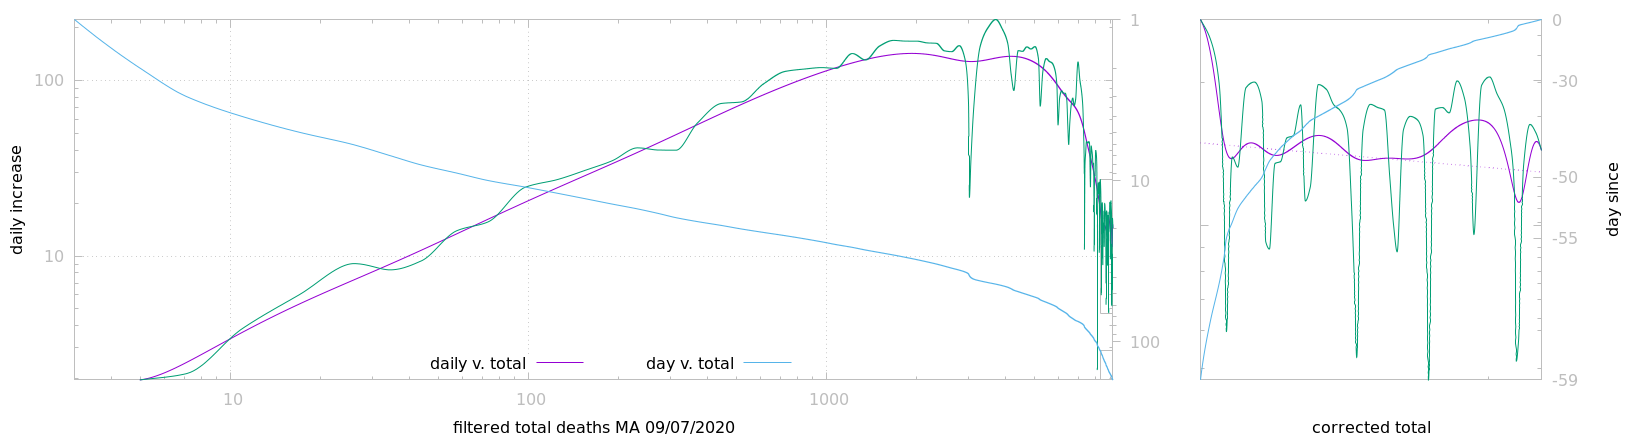 daily increase
100
10
10
100
1000
1
10
100
daily v. total
day v. total
filtered total deaths MA 09/07/2020
0
-30
-50
-55
-59
day since
corrected total